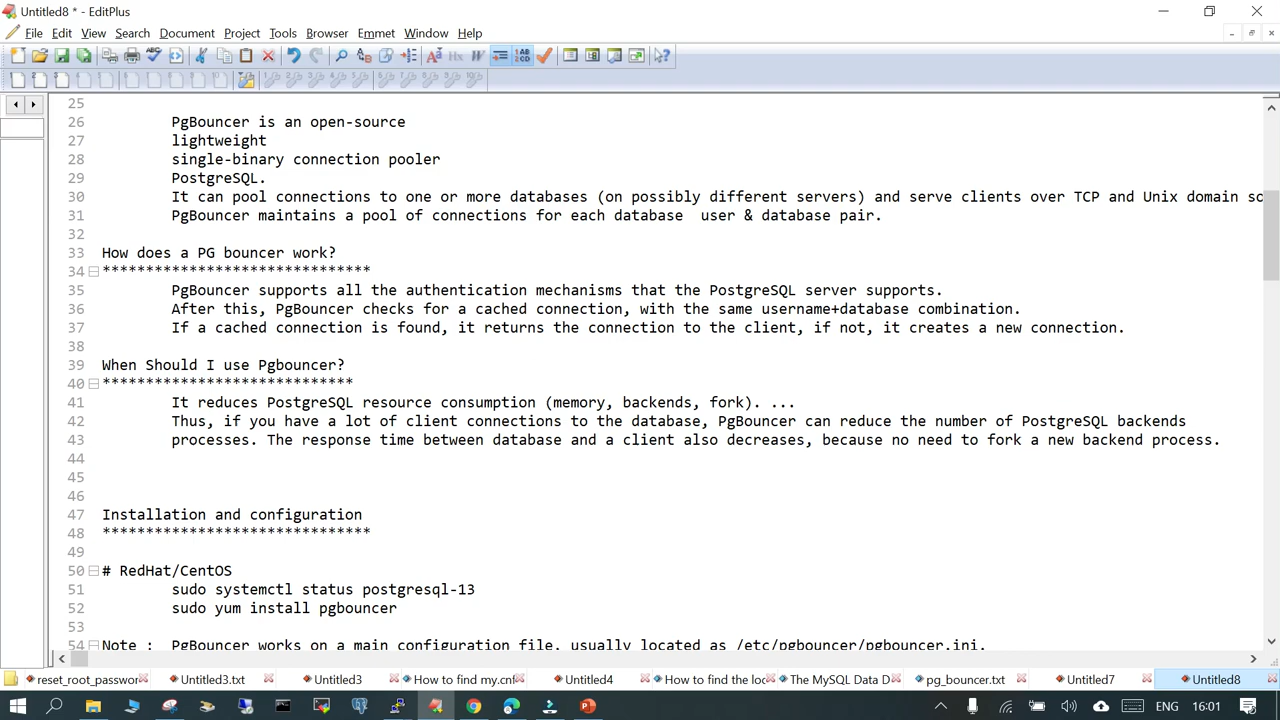 Untitled8 * - EditPlus
File Edit View Search Document Project Tools Browser Emmet Window Help
25
26 PgBouncer is an open-source
27 lightweight
28 single-binary connection pooler
29 PostgreSQL.
30 It can pool connections to one or more databases (on possibly different servers) and serve clients over TCP and Unix domain so
31 PgBouncer maintains a pool of connections for each database  user & database pair.
32
33 How does a PG bouncer work?
34 *******************************
35 PgBouncer supports all the authentication mechanisms that the PostgreSQL server supports.
36 After this, PgBouncer checks for a cached connection, with the same username+database combination.
37 If a cached connection is found, it returns the connection to the client, if not, it creates a new connection.
38
39 When Should I use Pgbouncer?
40 *****************************
41 It reduces PostgreSQL resource consumption (memory, backends, fork). ...
42 Thus, if you have a lot of client connections to the database, PgBouncer can reduce the number of PostgreSQL backends
43 processes. The response time between database and a client also decreases, because no need to fork a new backend process.
44
45
46
47 Installation and configuration
48 *******************************
49
50 # RedHat/CentOS
51 sudo systemctl status postgresql-13
52 sudo yum install pgbouncer
53
54 Note :  PgBouncer works on a main configuration file, usually located as /etc/pgbouncer/pgbouncer.ini.
reset_root_passwor Untitled3.txt Untitled3 How to find my.cnf Untitled4 How to find the loc The MySQL Data D pg_bouncer.txt Untitled7 Untitled8
ENG 16:01